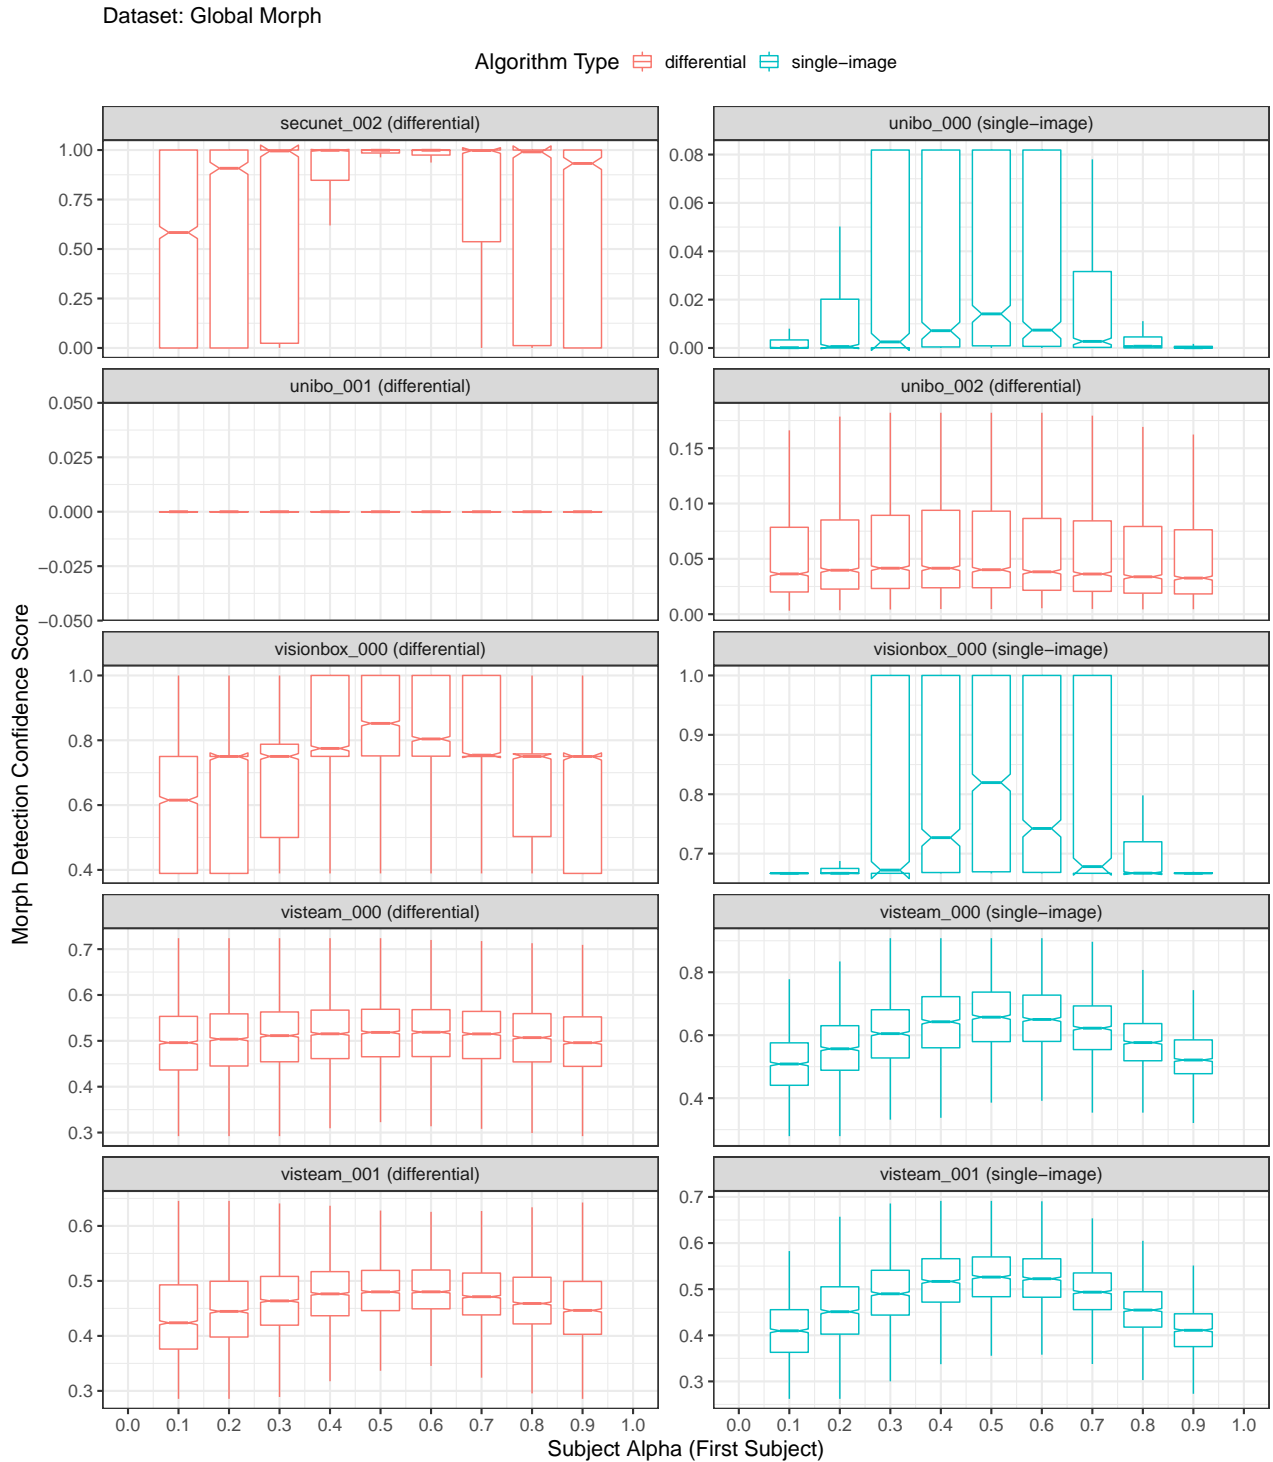 Dataset: Global Morph
Algorithm Type differential single−image
secunet_002 (differential)
1.00
0.75
0.50
0.25
0.00
unibo_000 (single−image)
0.08
0.06
0.04
0.02
0.00
unibo_001 (differential)
0.050
0.025
0.000
−0.025
−0.050
unibo_002 (differential)
0.15
0.10
0.05
0.00
visionbox_000 (differential)
1.0
0.8
0.6
0.4
visionbox_000 (single−image)
1.0
0.9
0.8
0.7
visteam_000 (differential)
0.7
0.6
0.5
0.4
0.3
visteam_000 (single−image)
0.8
0.6
0.4
visteam_001 (differential)
0.6
0.5
0.4
0.3
visteam_001 (single−image)
0.7
0.6
0.5
0.4
0.3
0.0 0.1 0.2 0.3 0.4 0.5 0.6 0.7 0.8 0.9 1.0
0.0 0.1 0.2 0.3 0.4 0.5 0.6 0.7 0.8 0.9 1.0
Subject Alpha (First Subject)
Morph Detection Confidence Score